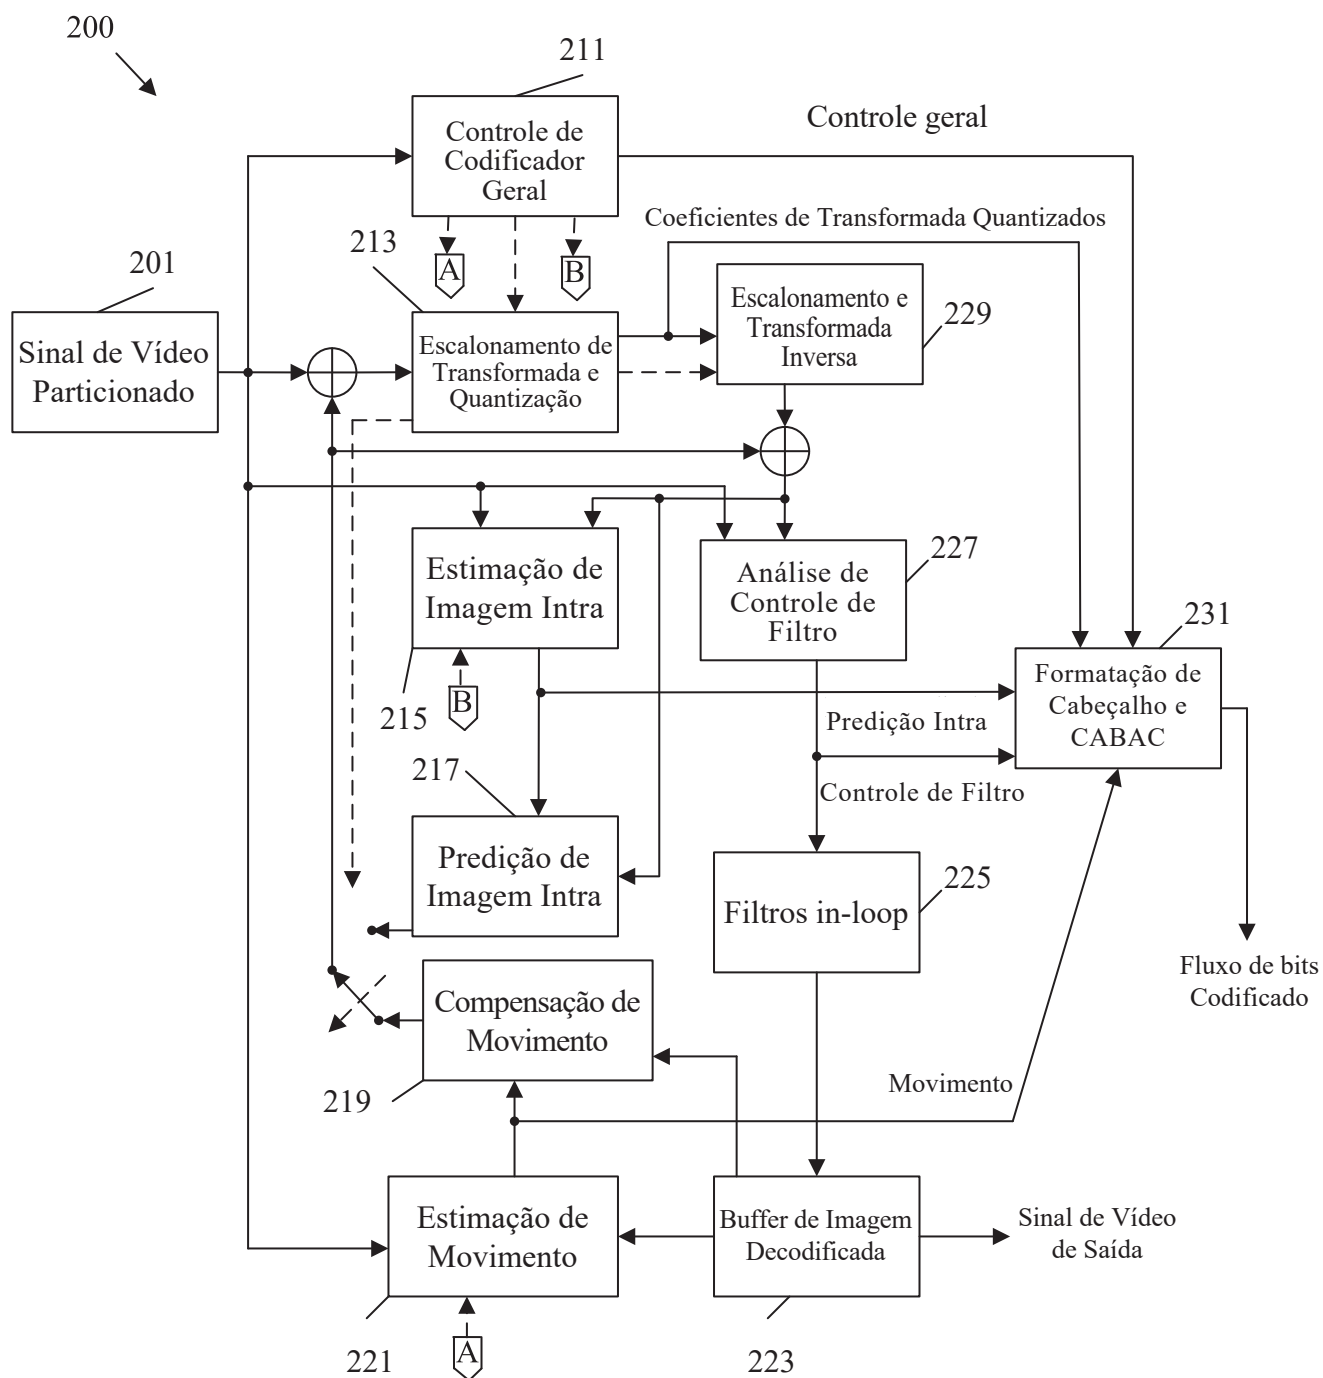 200
211
Controle de
Codificador
Geral
Controle geral
Coeficientes de Transformada Quantizados
213
A
B
201
Sinal de Vídeo
Particionado
Escalonamento de
Transformada e
Quantização
Escalonamento e
Transformada
Inversa
229
Estimação de
Imagem Intra
215
B
Análise de
Controle de
Filtro
227
231
Formatação de
Cabeçalho e
CABAC
Predição Intra
Controle de Filtro
217
Predição de
Imagem Intra
Filtros in-loop
225
Fluxo de bits
Codificado
Compensação de
Movimento
219
Movimento
Estimação de
Movimento
221
A
Buffer de Imagem
Decodificada
223
Sinal de Vídeo
de Saída